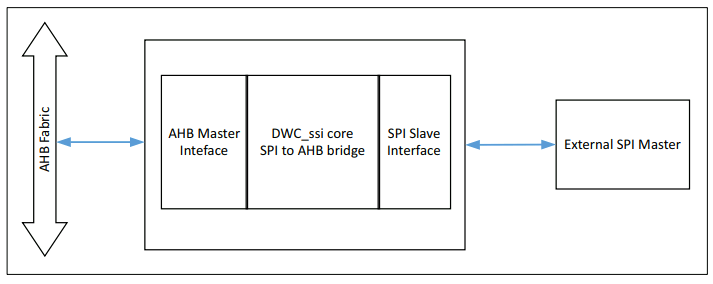 AHB Fabric
AHB Master
Inteface
DWC_ssi core
SPI to AHB bridge
SPI Slave
Interface
External SPI Master